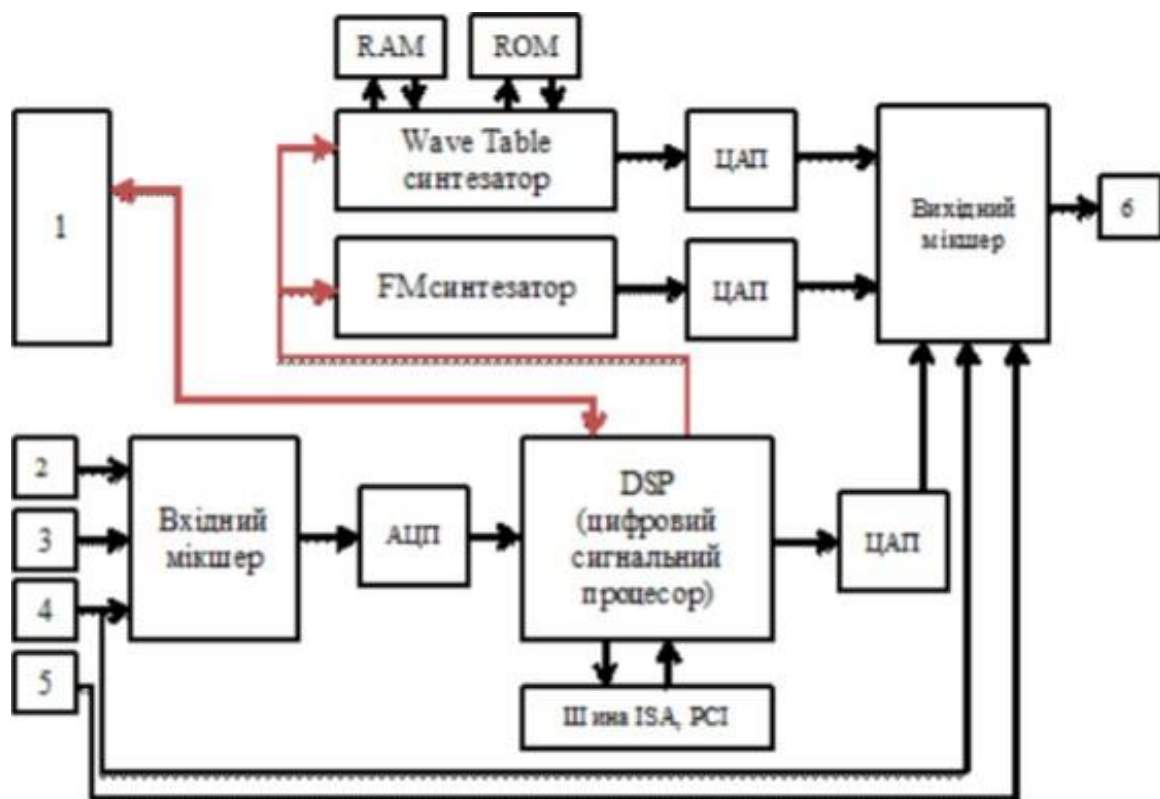 RAM
ROM
1
Wave Table
синтезатор
ЦАП
Вихідний
мікшер
6
FMсинтезатор
ЦАП
2
3
4
5
Вхідний
мікшер
АЦП
DSP
(цифровий
сигнальний
процесор)
ЦАП
Шина ISA, PCI